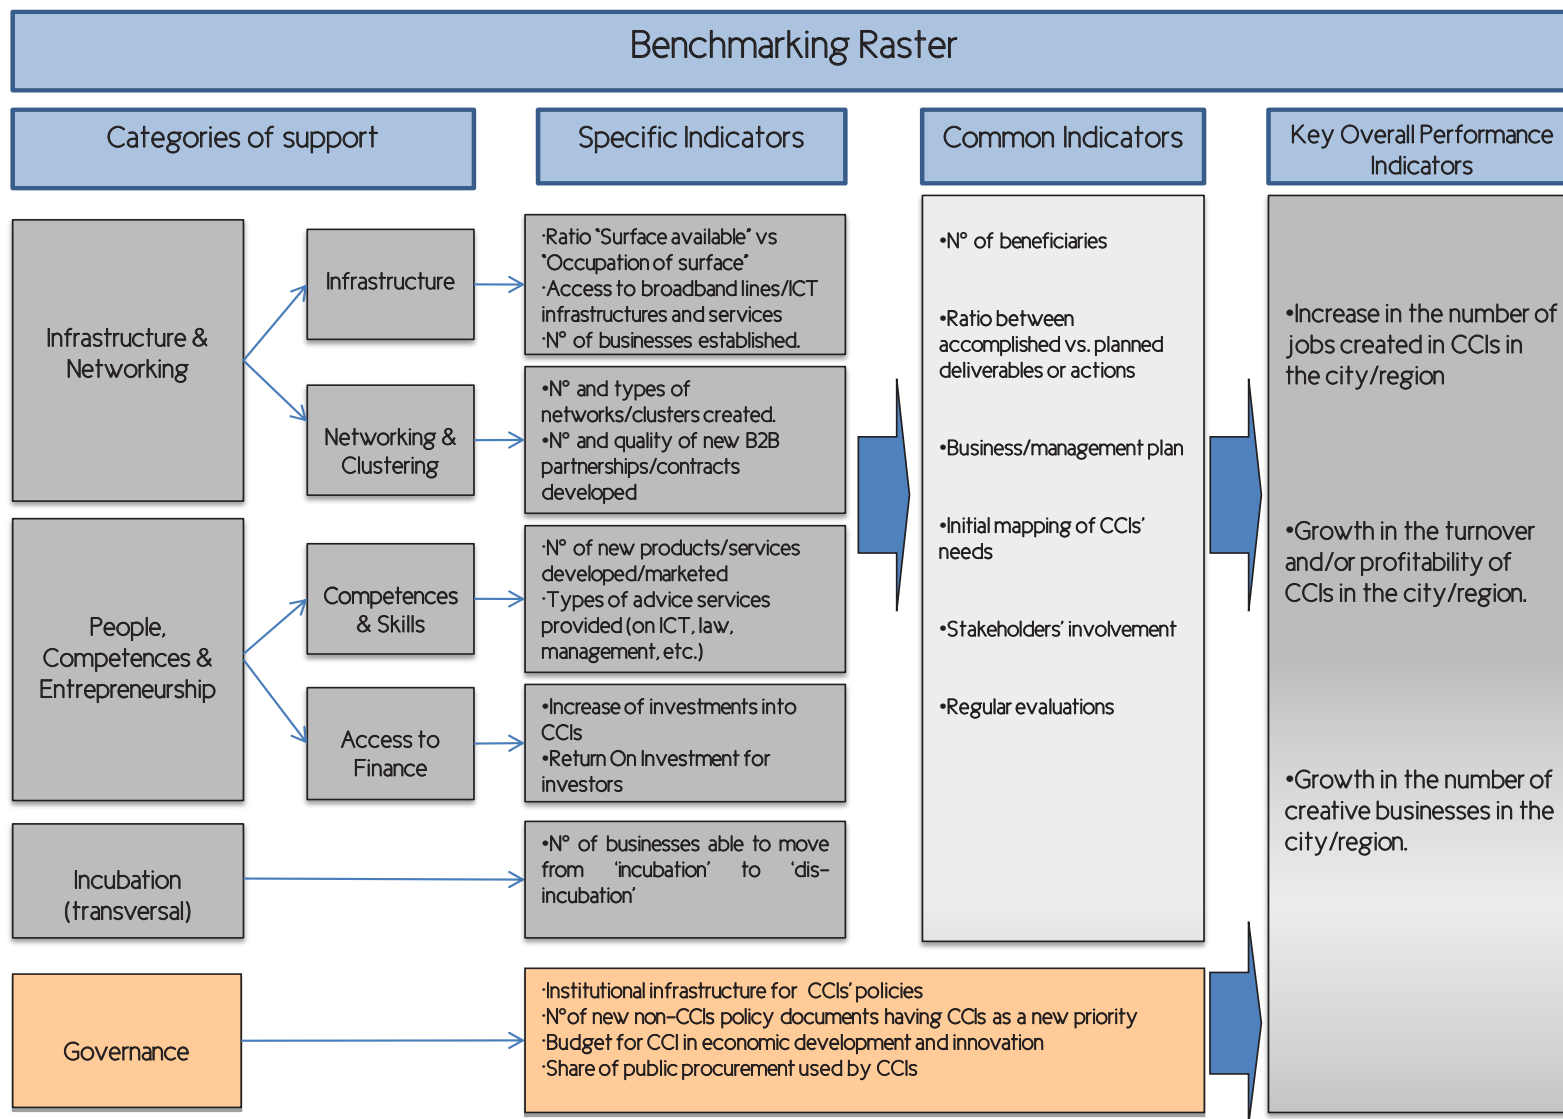 Benchmarking Raster
Categories of support
Specific Indicators
Common Indicators
Key Overall Performance
Indicators
Infrastructure &
Networking
Infrastructure
·Ratio “Surface available” vs
“Occupation of surface”
·Access to broadband lines/ICT
infrastructures and services
·N° of businesses established.
Networking &
Clustering
•N° and types of
networks/clusters created.
•N° and quality of new B2B
partnerships/contracts
developed
People,
Competences &
Entrepreneurship
Competences
& Skills
·N° of new products/services
developed/marketed
·Types of advice services
provided (on ICT, law,
management, etc.)
Access to
Finance
•Increase of investments into
CCIs
•Return On Investment for
investors
Incubation
(transversal)
•N° of businesses able to move
from ‘incubation’ to ‘dis-
incubation’
•N° of beneficiaries
•Ratio between
accomplished vs. planned
deliverables or actions
•Business/management plan
•Initial mapping of CCIs’
needs
•Stakeholders’ involvement
•Regular evaluations
•Increase in the number of
jobs created in CCIs in
the city/region
•Growth in the turnover
and/or profitability of
CCIs in the city/region.
•Growth in the number of
creative businesses in the
city/region.
Governance
·Institutional infrastructure for CCIs’ policies
·N°of new non-CCIs policy documents having CCIs as a new priority
·Budget for CCI in economic development and innovation
·Share of public procurement used by CCIs